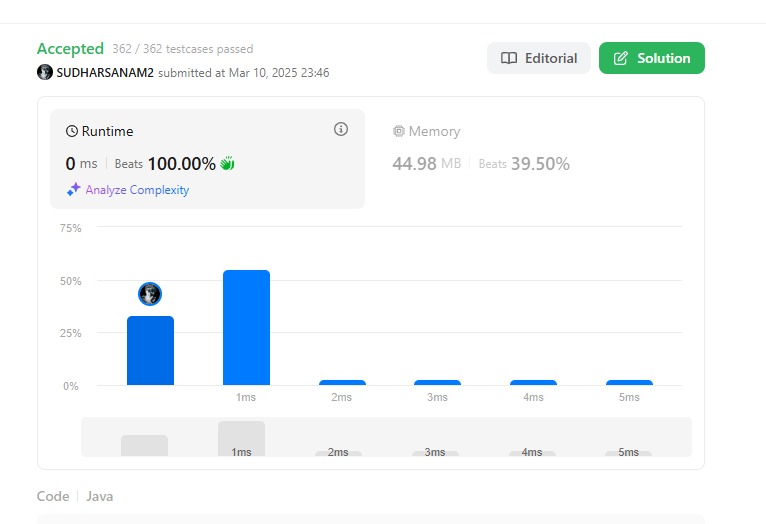 Accepted 362 / 362 testcases passed
Editorial
Solution
SUDHARSANAM2 submitted at Mar 10, 2025 23:46
Runtime
0 ms Beats 100.00%
Analyze Complexity
Memory
44.98 MB Beats 39.50%
75%
50%
25%
0%
1ms 2ms 3ms 4ms 5ms
1ms 2ms 3ms 4ms 5ms
Code Java